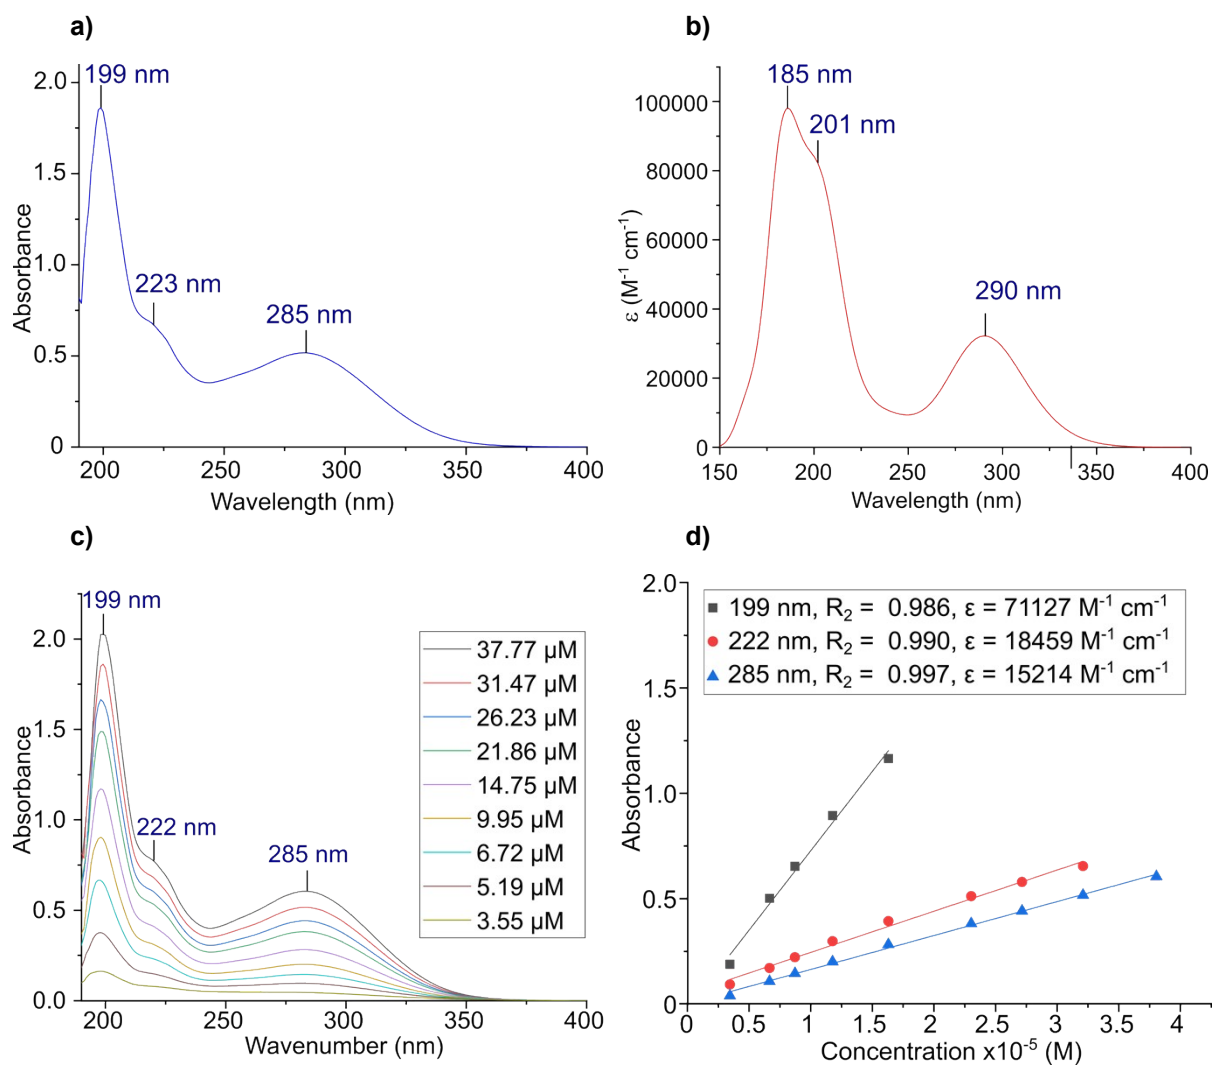 a)
199 nm
223 nm
285 nm
2.0
1.5
1.0
0.5
0
Absorbance
200
250
300
350
400
Wavelength (nm)
b)
185 nm
201 nm
290 nm
100000
80000
60000
40000
20000
0
ε (M⁻¹ cm⁻¹)
150
200
250
300
350
400
Wavelength (nm)
c)
199 nm
222 nm
285 nm
2.0
1.5
1.0
0.5
0.0
Absorbance
37.77 µM
31.47 µM
26.23 µM
21.86 µM
14.75 µM
9.95 µM
6.72 µM
5.19 µM
3.55 µM
200
250
300
350
400
Wavenumber (nm)
d)
2.0
1.5
1.0
0.5
0
Absorbance
199 nm, R₂ = 0.986, ε = 71127 M⁻¹ cm⁻¹
222 nm, R₂ = 0.990, ε = 18459 M⁻¹ cm⁻¹
285 nm, R₂ = 0.997, ε = 15214 M⁻¹ cm⁻¹
0
0.5
1
1.5
2
2.5
3
3.5
4
Concentration x10⁻⁵ (M)